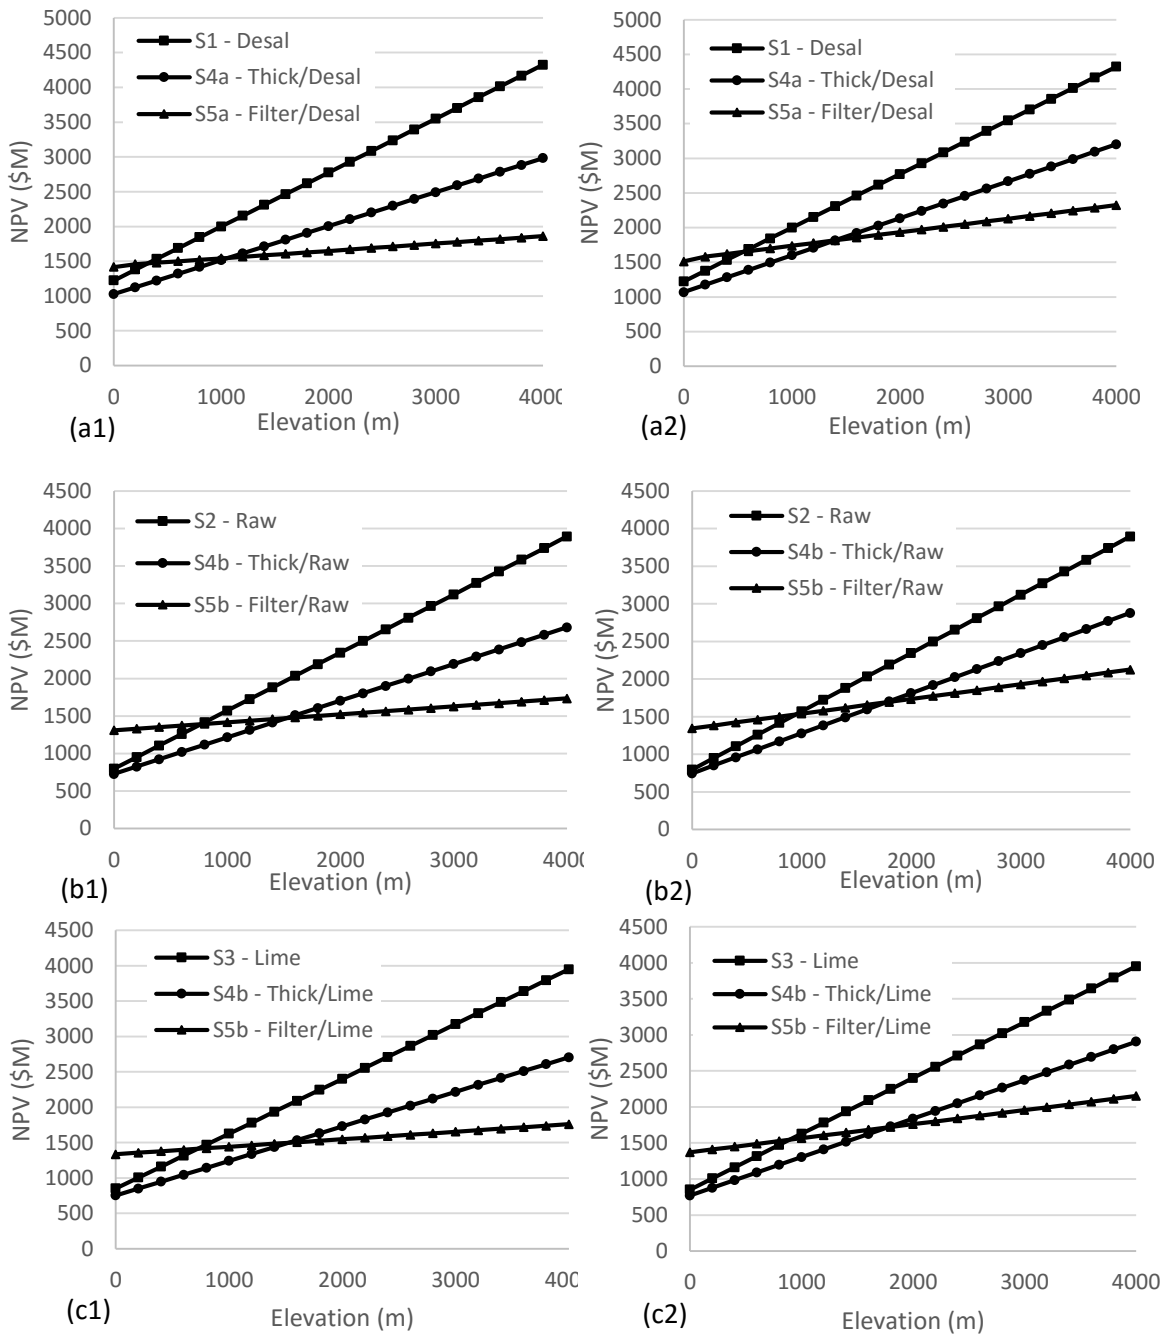 5000
4500
4000
3500
3000
2500
2000
1500
1000
500
0
NPV ($M)
S1 - Desal
S4a - Thick/Desal
S5a - Filter/Desal
0 1000 2000 3000 4000
Elevation (m)
(a1)
5000
4500
4000
3500
3000
2500
2000
1500
1000
500
0
NPV ($M)
S1 - Desal
S4a - Thick/Desal
S5a - Filter/Desal
0 1000 2000 3000 4000
Elevation (m)
(a2)
4500
4000
3500
3000
2500
2000
1500
1000
500
0
NPV ($M)
S2 - Raw
S4b - Thick/Raw
S5b - Filter/Raw
0 1000 2000 3000 4000
Elevation (m)
(b1)
4500
4000
3500
3000
2500
2000
1500
1000
500
0
NPV ($M)
S2 - Raw
S4b - Thick/Raw
S5b - Filter/Raw
0 1000 2000 3000 4000
Elevation (m)
(b2)
4500
4000
3500
3000
2500
2000
1500
1000
500
0
NPV ($M)
S3 - Lime
S4b - Thick/Lime
S5b - Filter/Lime
0 1000 2000 3000 4000
Elevation (m)
(c1)
4500
4000
3500
3000
2500
2000
1500
1000
500
0
NPV ($M)
S3 - Lime
S4b - Thick/Lime
S5b - Filter/Lime
0 1000 2000 3000 4000
Elevation (m)
(c2)